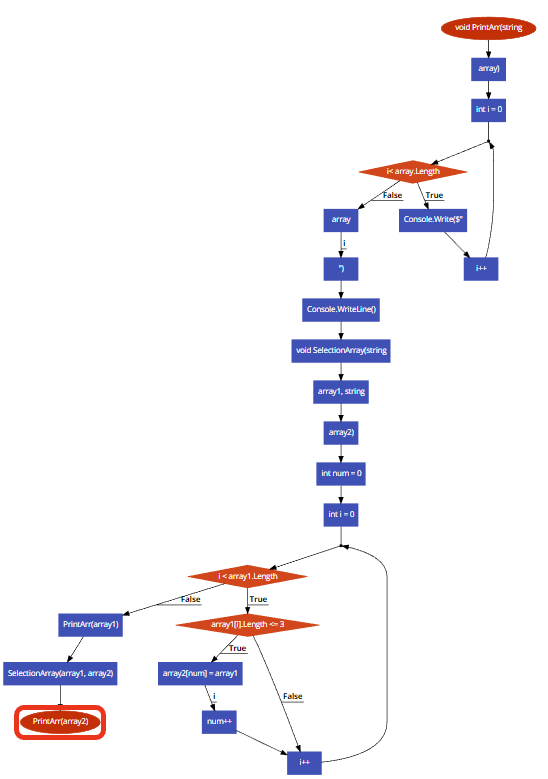 void PrintArr(string
array)
int i = 0
i< array.Length
False
True
array
Console.Write($"
i
")
i++
Console.WriteLine()
void SelectionArray(string
array1, string
array2)
int num = 0
int i = 0
i < array1.Length
False
True
PrintArr(array1)
array1[i].Length <= 3
True
SelectionArray(array1, array2)
array2[num] = array1
False
i
PrintArr(array2)
num++
i++